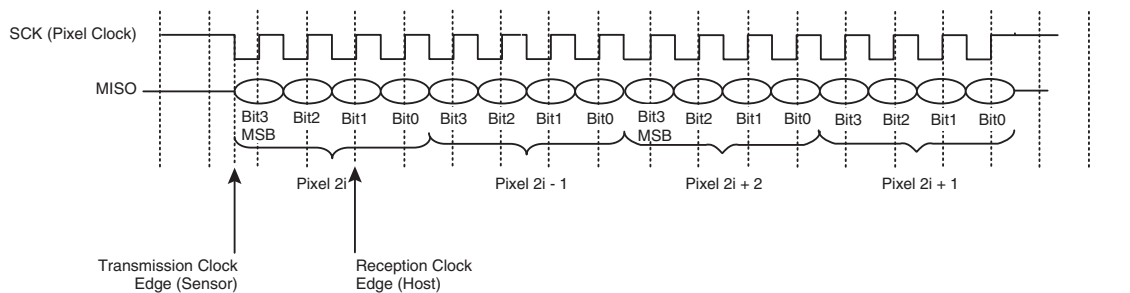 SCK (Pixel Clock)
MISO
Bit3 Bit2 Bit1 Bit0 Bit3 Bit2 Bit1 Bit0 Bit3 Bit2 Bit1 Bit0 Bit3 Bit2 Bit1 Bit0
MSB MSB
Pixel 2i Pixel 2i - 1 Pixel 2i + 2 Pixel 2i + 1
Transmission Clock
Edge (Sensor)
Reception Clock
Edge (Host)